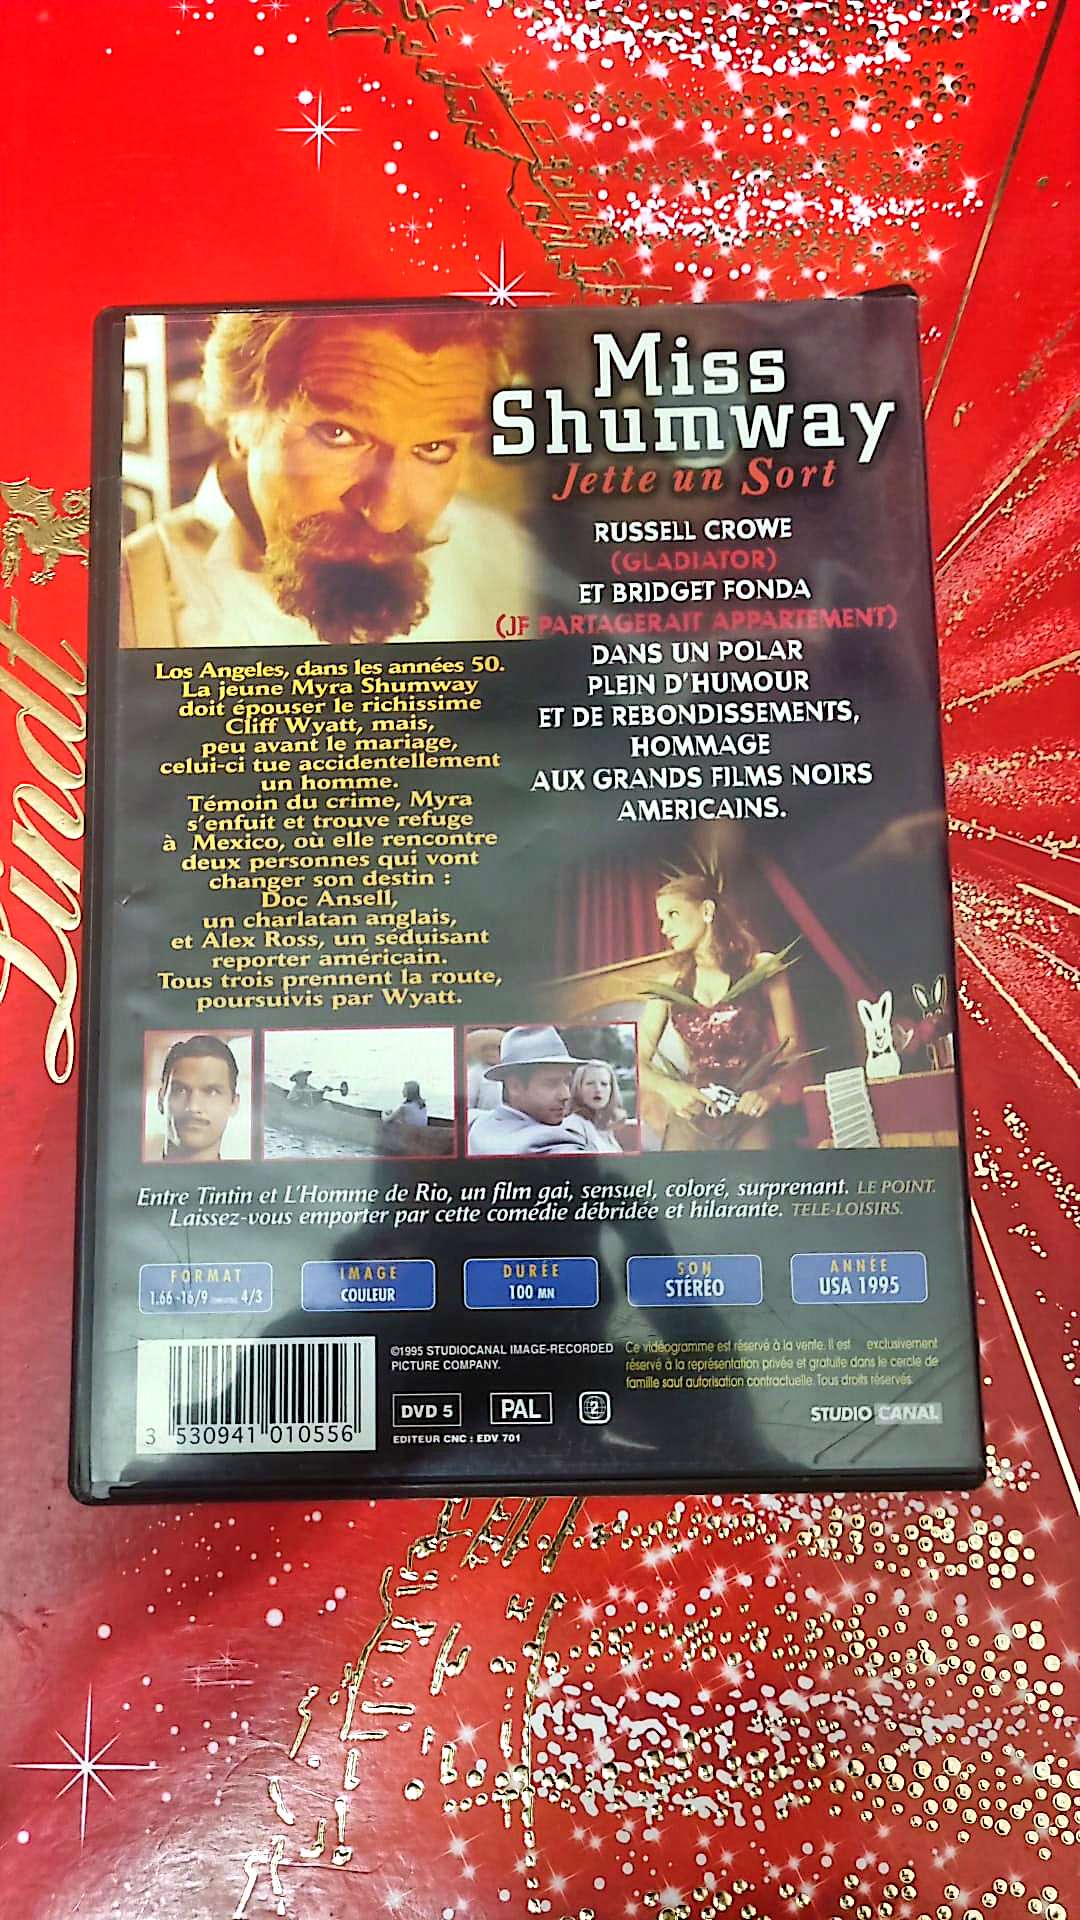 Lindt
Miss
Shumway
Jette un Sort
RUSSELL CROWE
(GLADIATOR)
ET BRIDGET FONDA
(JF PARTAGERAIT APPARTEMENT)
DANS UN POLAR
PLEIN D'HUMOUR
ET DE REBONDISSEMENTS,
HOMMAGE
AUX GRANDS FILMS NOIRS
AMERICAINS.
Los Angeles, dans les années 50.
La jeune Myra Shumway
doit épouser le richissime
Cliff Wyatt, mais,
peu avant le mariage,
celui-ci tue accidentellement
un homme.
Témoin du crime, Myra
s'enfuit et trouve refuge
à Mexico, où elle rencontre
deux personnes qui vont
changer son destin :
Doc Ansell,
un charlatan anglais,
et Alex Ross, un séduisant
reporter américain.
Tous trois prennent la route,
poursuivis par Wyatt.
Entre Tintin et L'Homme de Rio, un film gai, sensuel, coloré, surprenant. LE POINT.
Laissez-vous emporter par cette comédie débridée et hilarante. TELE-LOISIRS.
FORMAT
1.66 -16/9 4/3
IMAGE
COULEUR
DURÉE
100 MN
SON
STÉRÉO
ANNÉE
USA 1995
3 530941 010556
©1995 STUDIOCANAL IMAGE-RECORDED
PICTURE COMPANY.
DVD 5
PAL
2
EDITEUR CNC : EDV 701
Ce vidéogramme est réservé à la vente. Il est exclusivement
réservé à la représentation privée et gratuite dans le cercle de
famille sauf autorisation contractuelle. Tous droits réservés.
STUDIO CANAL